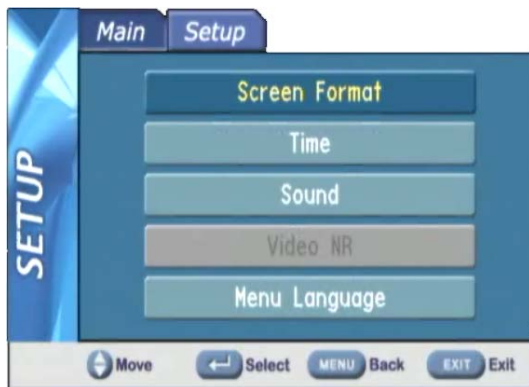 Main Setup
SETUP
Screen Format
Time
Sound
Video NR
Menu Language
Move Select MENU Back EXIT Exit